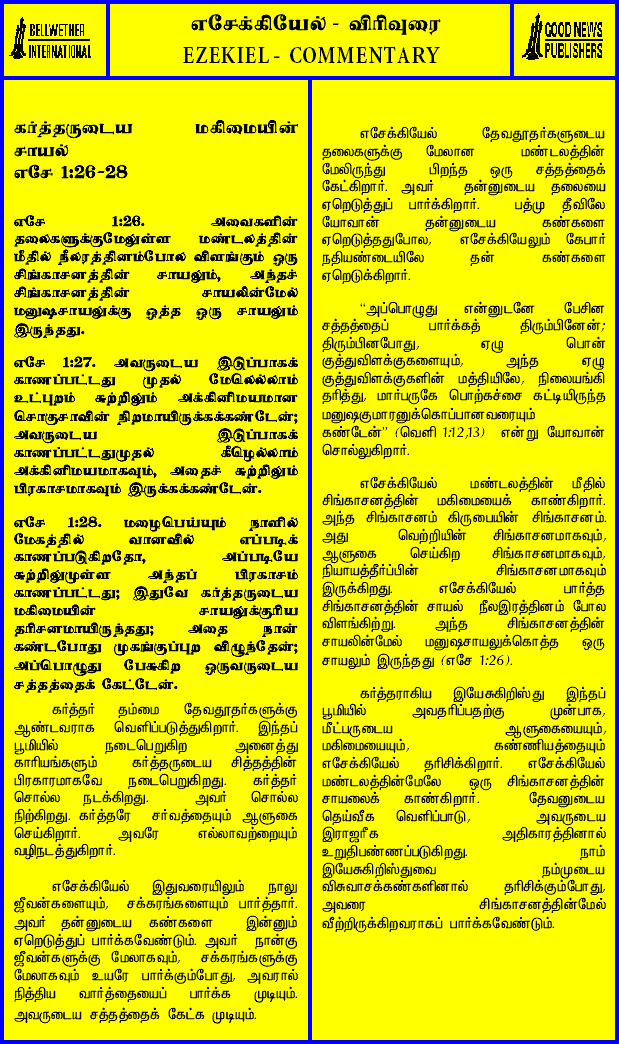 BELLWETHER
INTERNATIONAL
எசேக்கியேல் - விரிவுரை
EZEKIEL - COMMENTARY
GOOD NEWS
PUBLISHERS
கர்த்தருடைய மகிமையின்
சாயல்
எசே 1:26-28
எசே 1:26. அவைகளின்
தலைகளுக்குமேலுள்ள மண்டலத்தின்
மீதில் நீலரத்தினம்போல விளங்கும் ஒரு
சிங்காசனத்தின் சாயலும், அந்தச்
சிங்காசனத்தின் சாயலின்மேல்
மனுஷசாயலுக்கு ஒத்த ஒரு சாயலும்
இருந்தது.
எசே 1:27. அவருடைய இடுப்பாகக்
காணப்பட்டது முதல் மேலெல்லாம்
உட்புறம் சுற்றிலும் அக்கினிமயமான
சொகுசாவின் நிறமாயிருக்கக்கண்டேன்;
அவருடைய இடுப்பாகக்
காணப்பட்டதுமுதல் கீழெல்லாம்
அக்கினிமயமாகவும், அதைச் சுற்றிலும்
பிரகாசமாகவும் இருக்கக்கண்டேன்.
எசே 1:28. மழைபெய்யும் நாளில்
மேகத்தில் வானவில் எப்படிக்
காணப்படுகிறதோ, அப்படியே
சுற்றிலுமுள்ள அந்தப் பிரகாசம்
காணப்பட்டது; இதுவே கர்த்தருடைய
மகிமையின் சாயலுக்குரிய
தரிசனமாயிருந்தது; அதை நான்
கண்டபோது முகங்குப்புற விழுந்தேன்;
அப்பொழுது பேசுகிற ஒருவருடைய
சத்தத்தைக் கேட்டேன்.
கர்த்தர் தம்மை தேவதூதர்களுக்கு
ஆண்டவராக வெளிப்படுத்துகிறார். இந்தப்
பூமியில் நடைபெறுகிற அனைத்து
காரியங்களும் கர்த்தருடைய சித்தத்தின்
பிரகாரமாகவே நடைபெறுகிறது. கர்த்தர்
சொல்ல நடக்கிறது. அவர் சொல்ல
நிற்கிறது. கர்த்தரே சர்வத்தையும் ஆளுகை
செய்கிறார். அவரே எல்லாவற்றையும்
வழிநடத்துகிறார்.
எசேக்கியேல் இதுவரையிலும் நாலு
ஜீவன்களையும், சக்கரங்களையும் பார்த்தார்.
அவர் தன்னுடைய கண்களை இன்னும்
ஏறெடுத்துப் பார்க்கவேண்டும். அவர் நான்கு
ஜீவன்களுக்கு மேலாகவும், சக்கரங்களுக்கு
மேலாகவும் உயரே பார்க்கும்போது, அவரால்
நித்திய வார்த்தையைப் பார்க்க முடியும்.
அவருடைய சத்தத்தைக் கேட்க முடியும்.
எசேக்கியேல் தேவதூதர்களுடைய
தலைகளுக்கு மேலான மண்டலத்தின்
மேலிருந்து பிறந்த ஒரு சத்தத்தைக்
கேட்கிறார். அவர் தன்னுடைய தலையை
ஏறெடுத்துப் பார்க்கிறார். பத்மு தீவிலே
யோவான் தன்னுடைய கண்களை
ஏறெடுத்ததுபோல, எசேக்கியேலும் கேபார்
நதியண்டையிலே தன் கண்களை
ஏறெடுக்கிறார்.
“அப்பொழுது என்னுடனே பேசின
சத்தத்தைப் பார்க்கத் திரும்பினேன்;
திரும்பினபோது, ஏழு பொன்
குத்துவிளக்குகளையும், அந்த ஏழு
குத்துவிளக்குகளின் மத்தியிலே, நிலையங்கி
தரித்து, மார்பருகே பொற்கச்சை கட்டியிருந்த
மனுஷகுமாரனுக்கொப்பானவரையும்
கண்டேன்” (வெளி 1:12,13) என்று யோவான்
சொல்லுகிறார்.
எசேக்கியேல் மண்டலத்தின் மீதில்
சிங்காசனத்தின் மகிமையைக் காண்கிறார்.
அந்த சிங்காசனம் கிருபையின் சிங்காசனம்.
அது வெற்றியின் சிங்காசனமாகவும்,
ஆளுகை செய்கிற சிங்காசனமாகவும்,
நியாயத்தீர்ப்பின் சிங்காசனமாகவும்
இருக்கிறது. எசேக்கியேல் பார்த்த
சிங்காசனத்தின் சாயல் நீலஇரத்தினம் போல
விளங்கிற்று. அந்த சிங்காசனத்தின்
சாயலின்மேல் மனுஷசாயலுக்கொத்த ஒரு
சாயலும் இருந்தது (எசே 1:26).
கர்த்தராகிய இயேசுகிறிஸ்து இந்தப்
பூமியில் அவதரிப்பதற்கு முன்பாக,
மீட்பருடைய ஆளுகையையும்,
மகிமையையும், கண்ணியத்தையும்
எசேக்கியேல் தரிசிக்கிறார். எசேக்கியேல்
மண்டலத்தின்மேலே ஒரு சிங்காசனத்தின்
சாயலைக் காண்கிறார். தேவனுடைய
தெய்வீக வெளிப்பாடு, அவருடைய
இராஜரீக அதிகாரத்தினால்
உறுதிபண்ணப்படுகிறது. நாம்
இயேசுகிறிஸ்துவை நம்முடைய
விசுவாசக்கண்களினால் தரிசிக்கும்போது,
அவரை சிங்காசனத்தின்மேல்
வீற்றிருக்கிறவராகப் பார்க்கவேண்டும்.